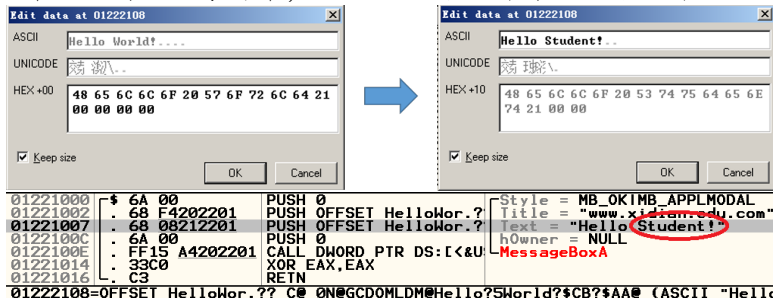 Edit data at 01222108
ASCII
Hello World!....
UNICODE
HEX +00
48 65 6C 6C 6F 20 57 6F 72 6C 64 21
00 00 00 00
Keep size
OK
Cancel
Edit data at 01222108
ASCII
Hello Student!..
UNICODE
HEX +10
48 65 6C 6C 6F 20 53 74 75 64 65 6E
74 21 00 00
Keep size
OK
Cancel
01221000 $ 6A 00 PUSH 0 Style = MB_OK|MB_APPLMODAL
01221002 . 68 F4202201 PUSH OFFSET HelloWor.? Title = "www.xidian.edu.com"
01221007 . 68 08212201 PUSH OFFSET HelloWor.? Text = "Hello Student!"
0122100C . 6A 00 PUSH 0 hOwner = NULL
0122100E . FF15 A4202201 CALL DWORD PTR DS:[<&U MessageBoxA
01221014 . 33C0 XOR EAX,EAX
01221016 . C3 RETN
01222108=OFFSET HelloWor.?? C@_0N@GCDOMLDM@Hello?5World?$CB?$AA@ (ASCII "Hello